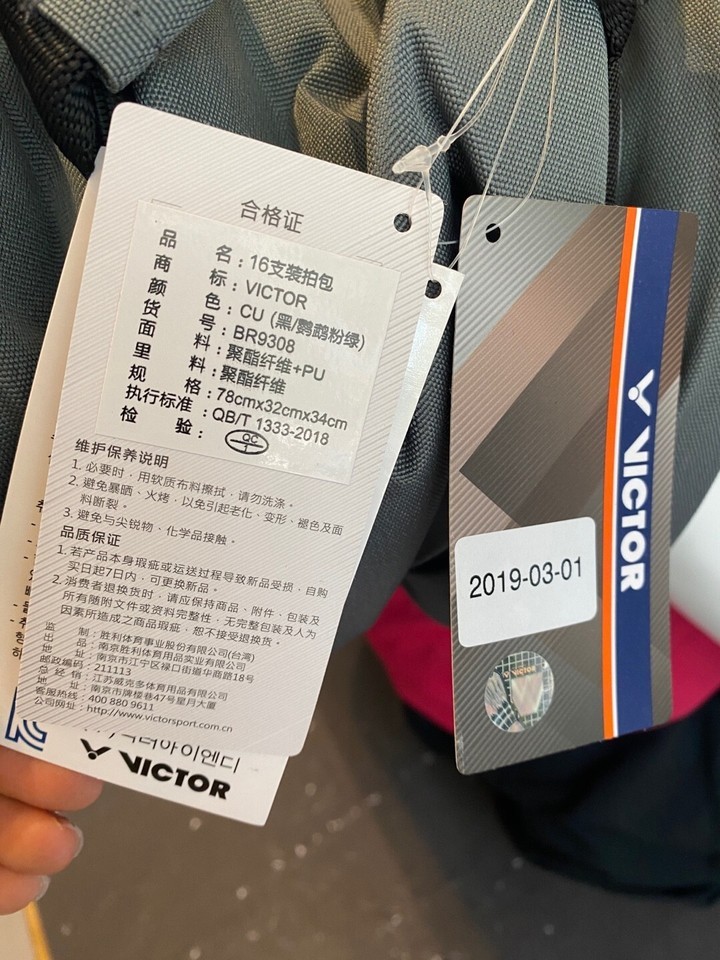 合格证
品名：16支装拍包
商标：VICTOR
颜色：CU (黑/鹦鹉粉绿)
货号：BR9308
面料：聚酯纤维+PU
里料：聚酯纤维
规格：78cmx32cmx34cm
执行标准：QB/T 1333-2018
检验：QC
维护保养说明
1. 必要时，用软质布料擦拭，请勿洗涤。
2. 避免暴晒、火烤，以免引起老化、变形、褪色及面
料断裂。
3. 避免与尖锐物、化学品接触。
品质保证
1. 若产品本身瑕疵或运送过程导致新品受损，自购
买日起7日内，可更换新品。
2. 消费者退换货时，请应保持商品、附件、包装及
所有随附文件或资料完整性，无完整包装及人为
因素所造成之商品瑕疵，恕不接受退换货。
监制：胜利体育事业股份有限公司(台湾)
出品：南京胜利体育用品实业有限公司
地址：南京市江宁区禄口街道华商路18号
邮政编码：211113
总经销：江苏威克多体育用品有限公司
地址：南京市牌楼巷47号星月大厦
客服热线：400 880 9611
公司网址：http://www.victorsport.com.cn
터아이엔디
VICTOR
VICTOR
2019-03-01
VICTOR